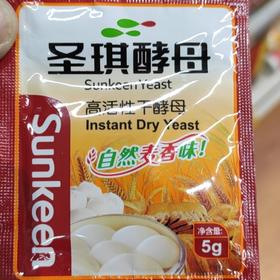 圣琪酵母
Sunkeen Yeast
高活性干酵母
Instant Dry Yeast
自然麦香味!
Sunkeen
净含量:
5g